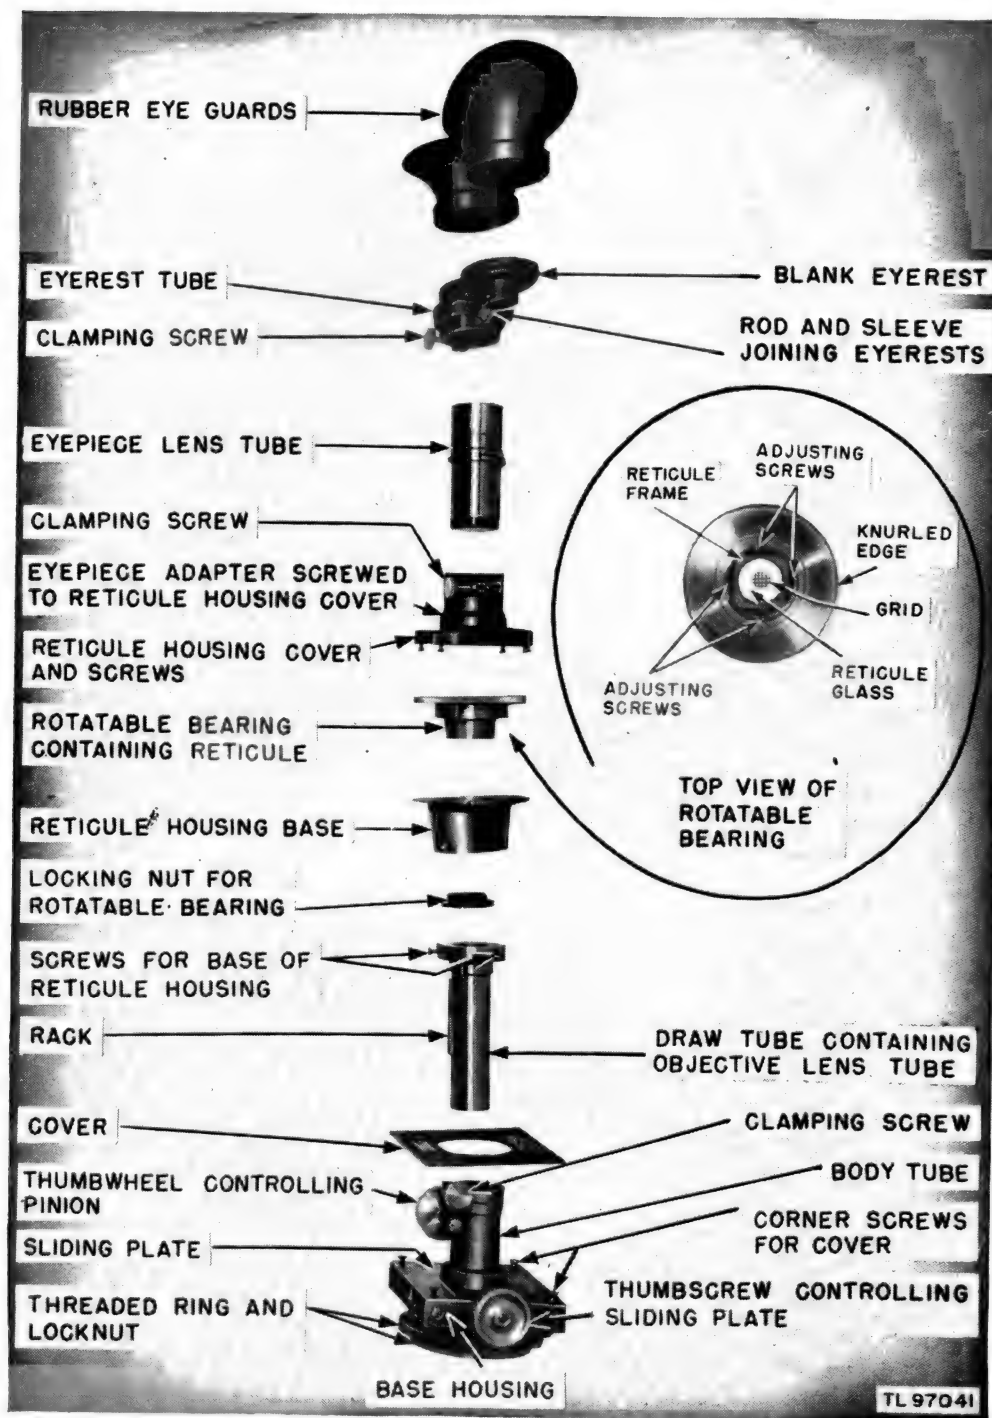 RUBBER EYE GUARDS
EYEREST TUBE
BLANK EYEREST
CLAMPING SCREW
ROD AND SLEEVE
JOINING EYERESTS
EYEPIECE LENS TUBE
ADJUSTING
SCREWS
RETICULE
FRAME
CLAMPING SCREW
KNURLED
EDGE
EYEPIECE ADAPTER SCREWED
TO RETICULE HOUSING COVER
GRID
RETICULE HOUSING COVER
AND SCREWS
RETICULE
GLASS
ADJUSTING
SCREWS
ROTATABLE BEARING
CONTAINING RETICULE
TOP VIEW OF
ROTATABLE
BEARING
RETICULE HOUSING BASE
LOCKING NUT FOR
ROTATABLE BEARING
SCREWS FOR BASE OF
RETICULE HOUSING
RACK
DRAW TUBE CONTAINING
OBJECTIVE LENS TUBE
COVER
CLAMPING SCREW
THUMBWHEEL CONTROLLING
PINION
BODY TUBE
CORNER SCREWS
FOR COVER
SLIDING PLATE
THUMBSCREW CONTROLLING
SLIDING PLATE
THREADED RING AND
LOCKNUT
BASE HOUSING
TL 97041